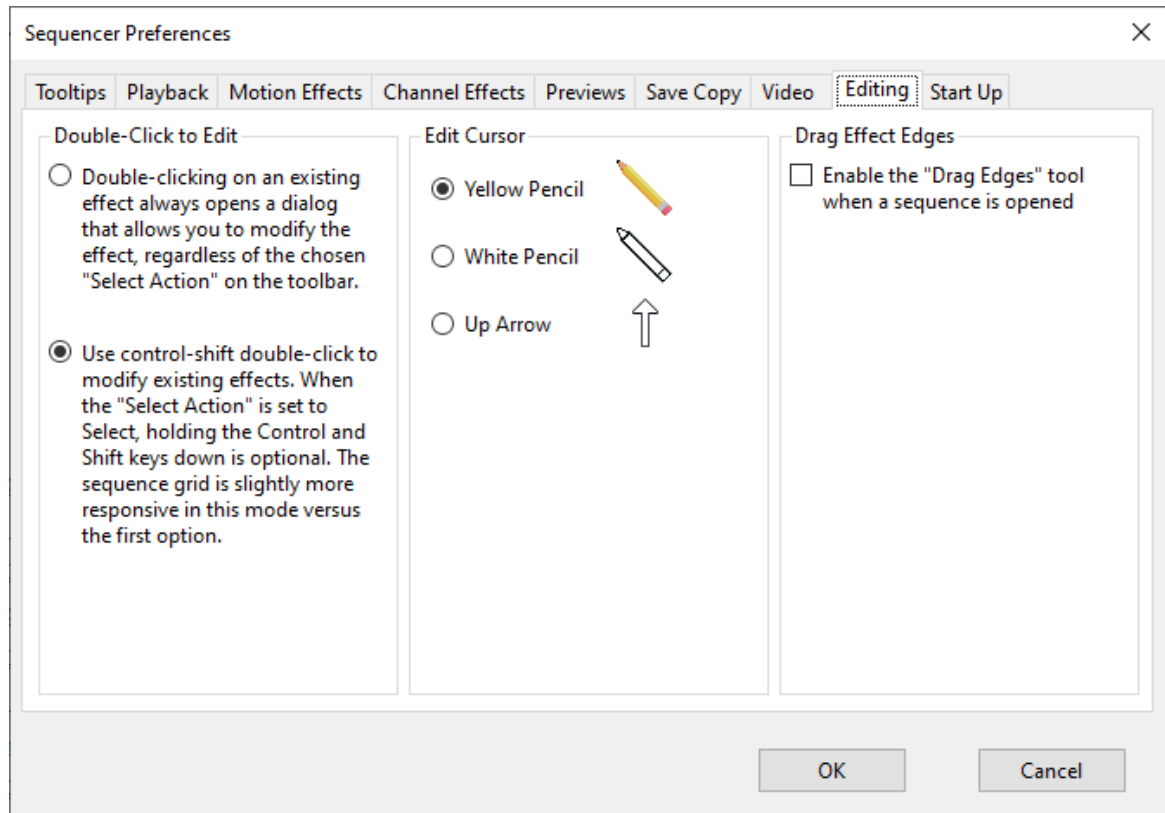 Sequencer Preferences
Tooltips Playback Motion Effects Channel Effects Previews Save Copy Video Editing Start Up
Double-Click to Edit
Double-clicking on an existing
effect always opens a dialog
that allows you to modify the
effect, regardless of the chosen
"Select Action" on the toolbar.
Use control-shift double-click to
modify existing effects. When
the "Select Action" is set to
Select, holding the Control and
Shift keys down is optional. The
sequence grid is slightly more
responsive in this mode versus
the first option.
Edit Cursor
Yellow Pencil
White Pencil
Up Arrow
Drag Effect Edges
Enable the "Drag Edges" tool
when a sequence is opened
OK Cancel